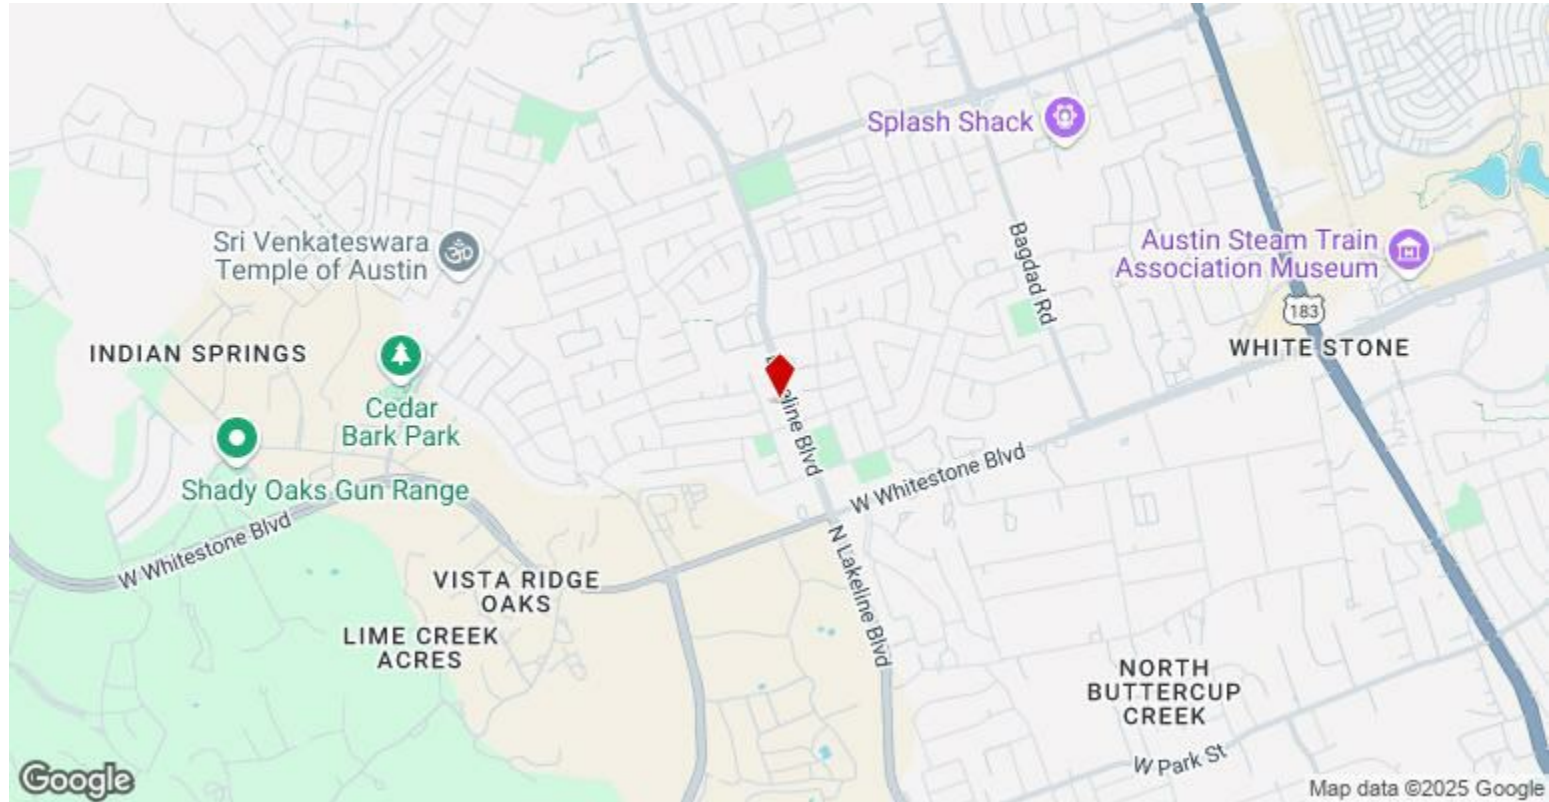 Splash Shack
Sri Venkateswara
Temple of Austin
Bagdad Rd
Austin Steam Train
Association Museum
183
INDIAN SPRINGS
WHITE STONE
Cedar
Bark Park
eline Blvd
Shady Oaks Gun Range
W Whitestone Blvd
W Whitestone Blvd
N Lakeline Blvd
VISTA RIDGE
OAKS
LIME CREEK
ACRES
NORTH
BUTTERCUP
CREEK
W Park St
Google
Map data ©2025 Google